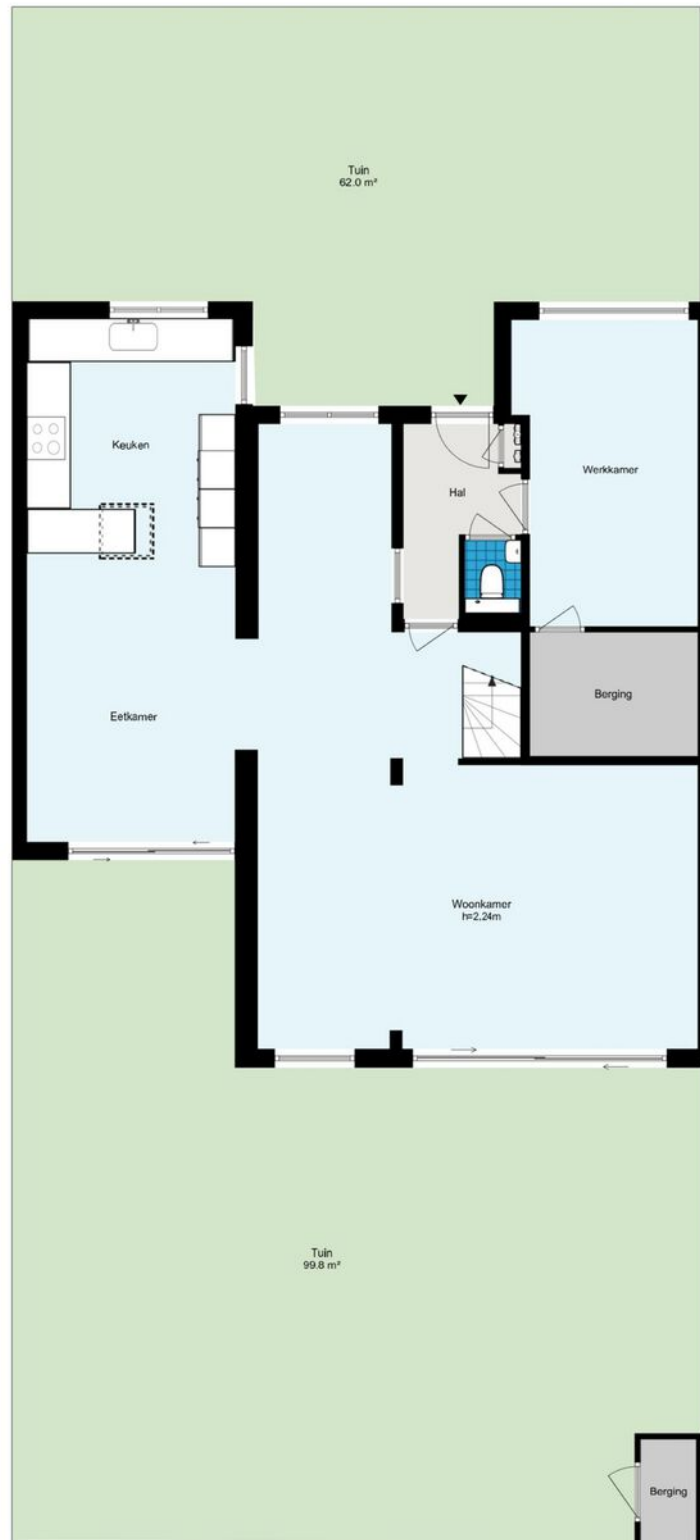 Tuin
62.0 m²
Keuken
Hal
Werkkamer
Berging
Eetkamer
Woonkamer
h=2,24m
Tuin
99.8 m²
Berging